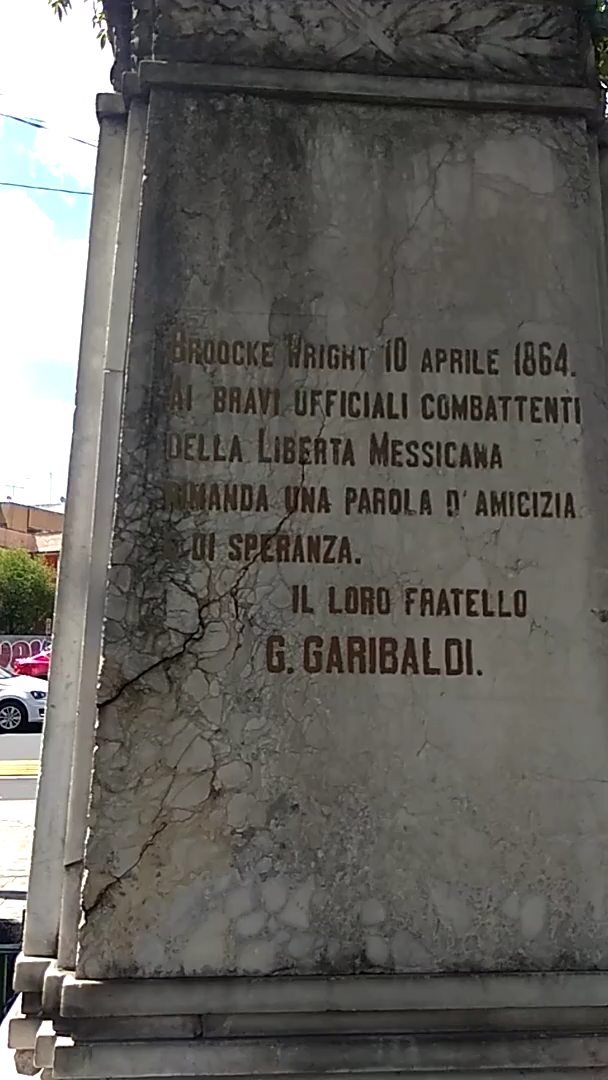 BROOCKE WRIGHT 10 APRILE 1864.
AI BRAVI UFFICIALI COMBATTENTI
DELLA LIBERTA MESSICANA
MANDA UNA PAROLA D'AMICIZIA
DI SPERANZA.
IL LORO FRATELLO
G. GARIBALDI.